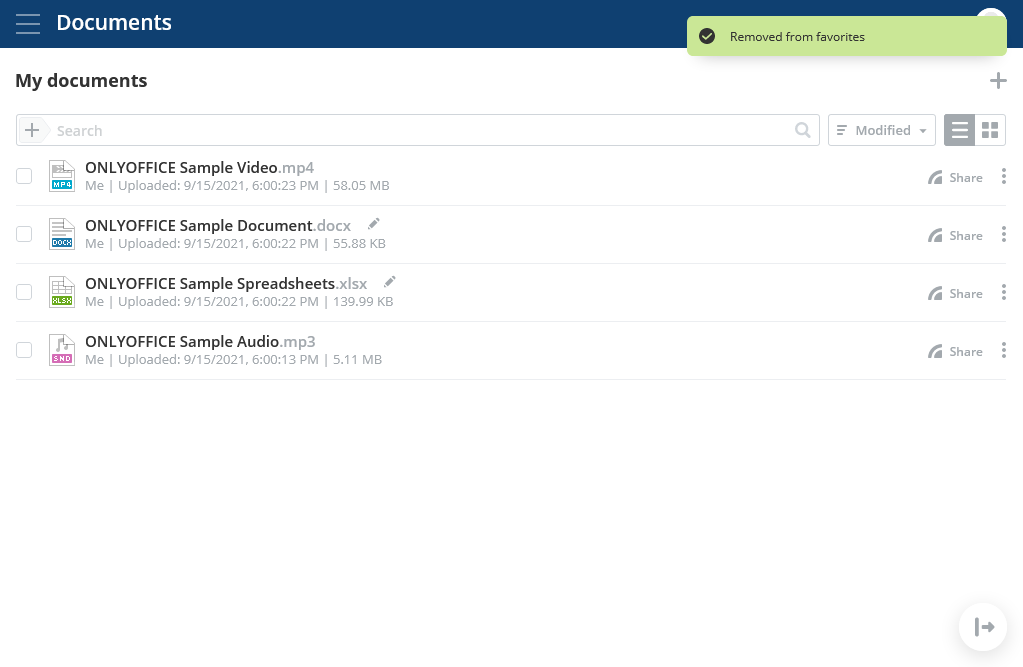 Documents
Removed from favorites
My documents
Search
Modified
ONLYOFFICE Sample Video.mp4
Me | Uploaded: 9/15/2021, 6:00:23 PM | 58.05 MB
MP4
Share
ONLYOFFICE Sample Document.docx
Me | Uploaded: 9/15/2021, 6:00:22 PM | 55.88 KB
DOCX
Share
ONLYOFFICE Sample Spreadsheets.xlsx
Me | Uploaded: 9/15/2021, 6:00:22 PM | 139.99 KB
XLSX
Share
ONLYOFFICE Sample Audio.mp3
Me | Uploaded: 9/15/2021, 6:00:13 PM | 5.11 MB
SND
Share